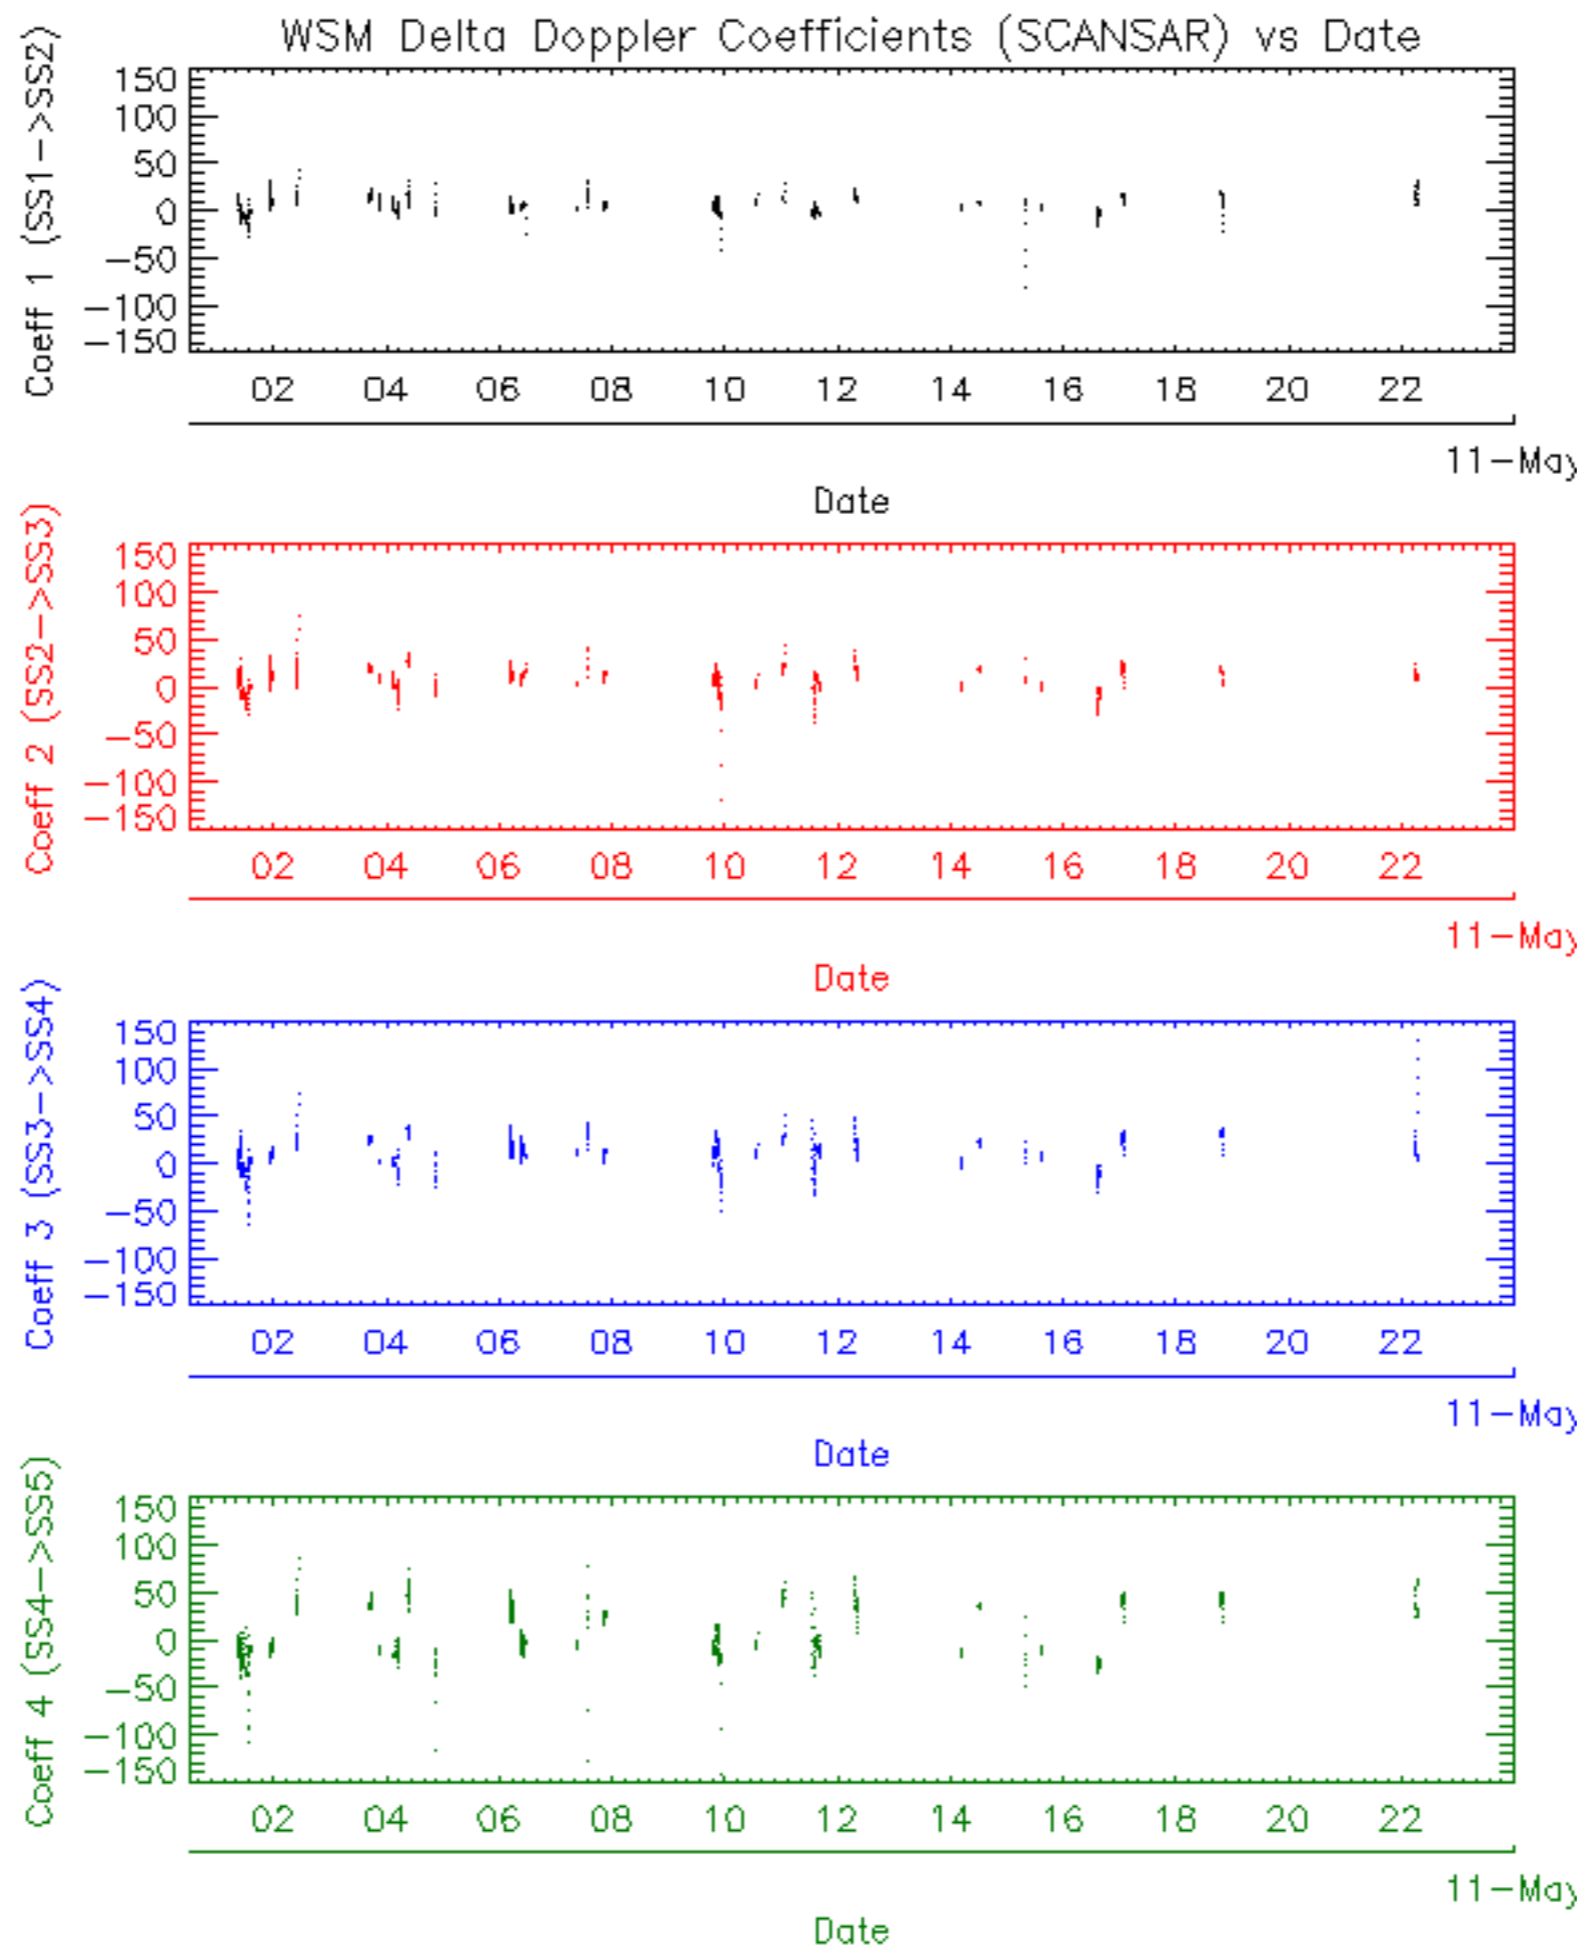 WSM Delta Doppler Coefficients (SCANSAR) vs Date
Coeff 1 (SS1->SS2)
150
100
50
0
-50
-100
-150
02 04 06 08 10 12 14 16 18 20 22
11-May
Date
Coeff 2 (SS2->SS3)
150
100
50
0
-50
-100
-150
02 04 06 08 10 12 14 16 18 20 22
11-May
Date
Coeff 3 (SS3->SS4)
150
100
50
0
-50
-100
-150
02 04 06 08 10 12 14 16 18 20 22
11-May
Date
Coeff 4 (SS4->SS5)
150
100
50
0
-50
-100
-150
02 04 06 08 10 12 14 16 18 20 22
11-May
Date